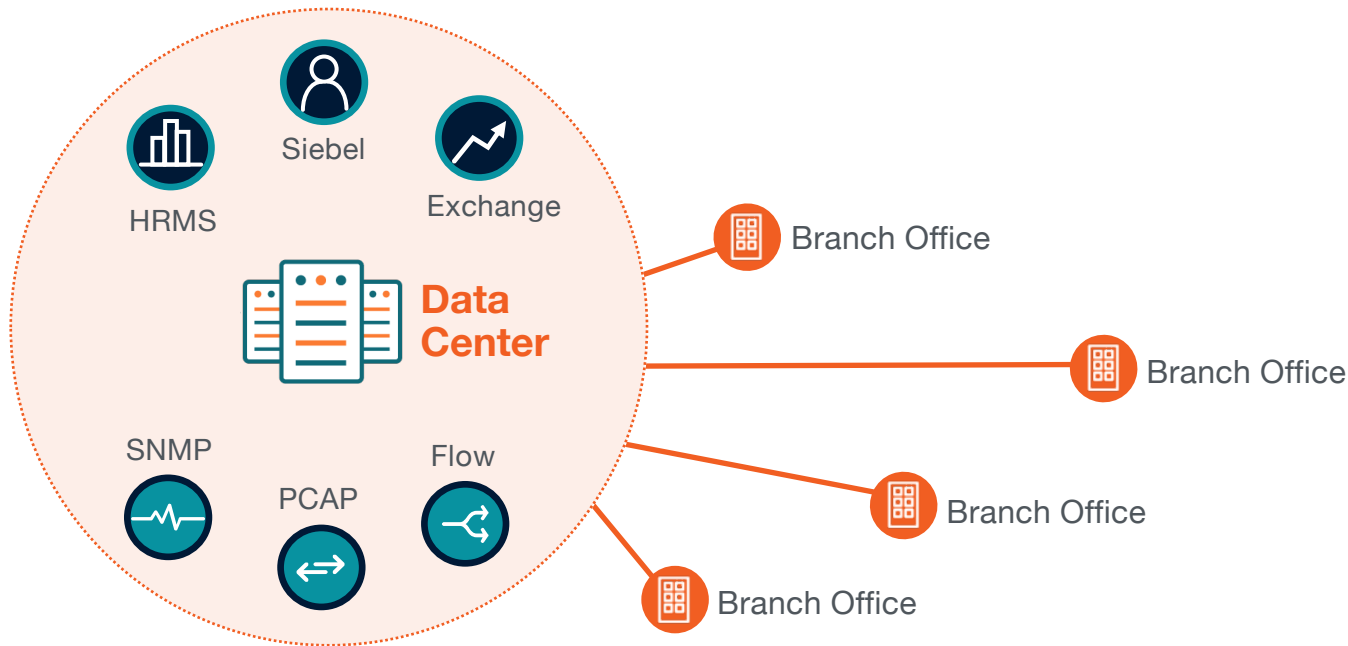 Siebel
HRMS
Exchange
Data
Center
SNMP
PCAP
Flow
Branch Office
Branch Office
Branch Office
Branch Office